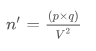 n′ = (p×q) / V²